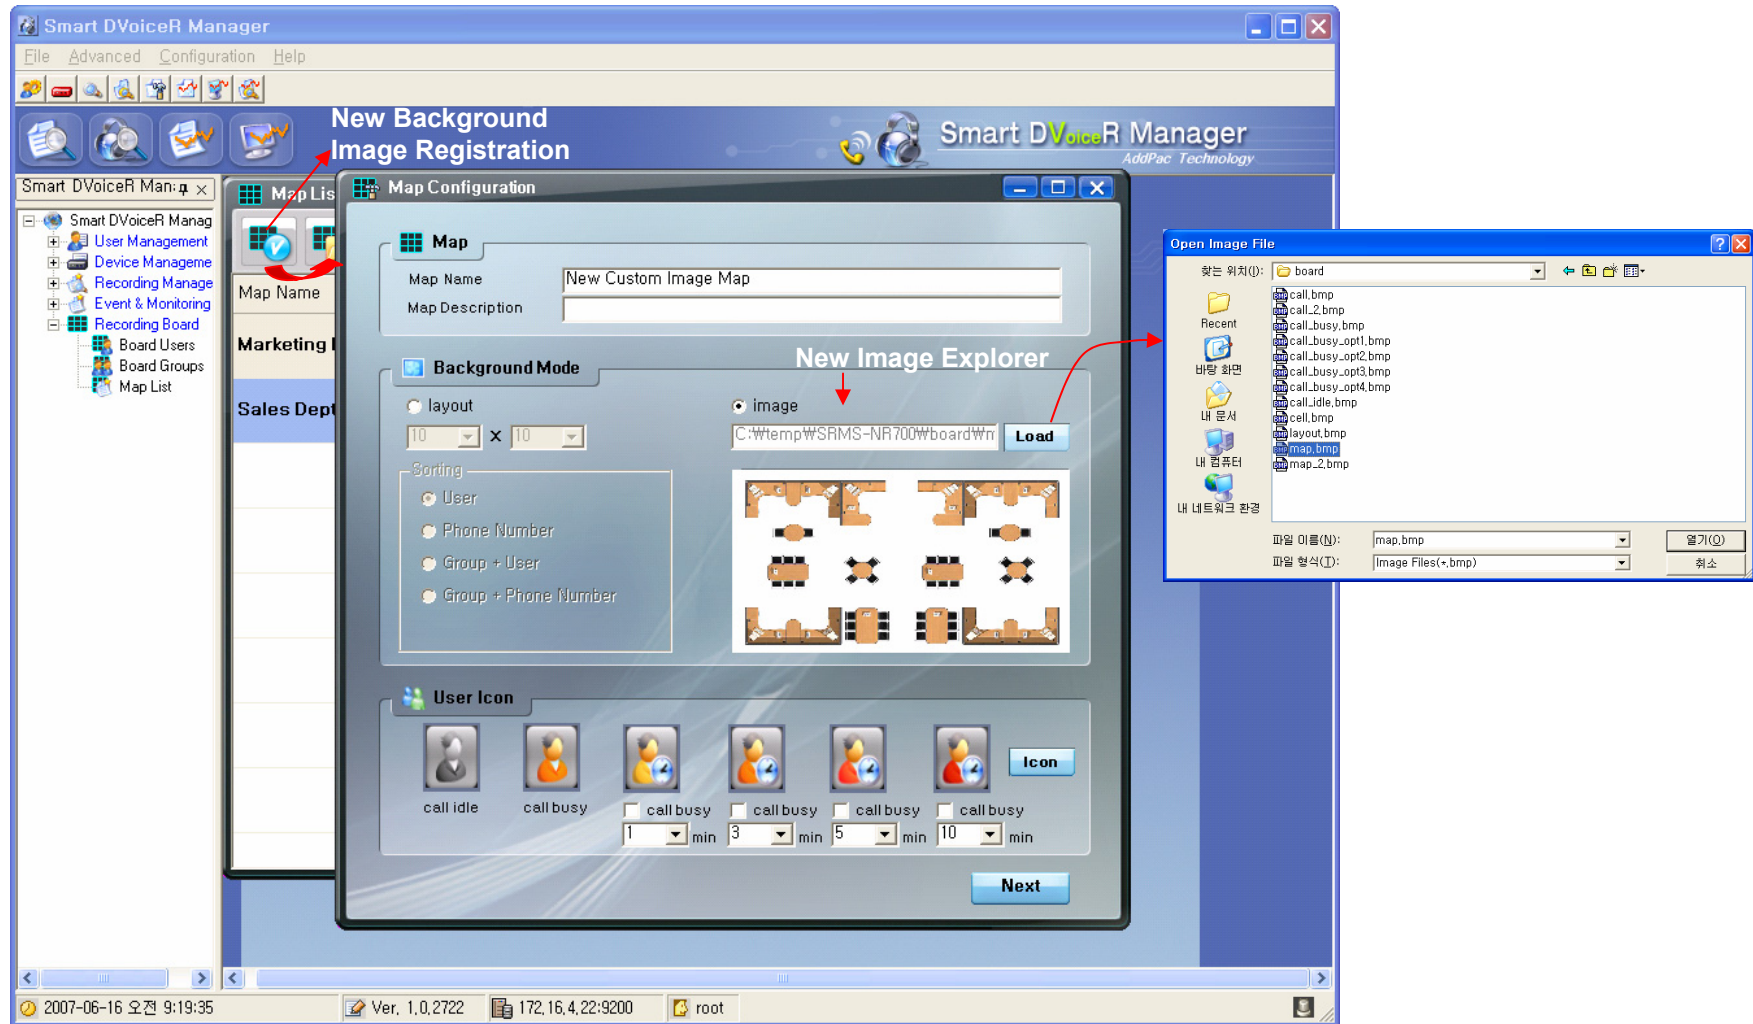 Smart DVoiceR Manager
File Advanced Configuration Help
New Background
Image Registration
Smart DVoiceR Manager
AddPac Technology
Smart DVoiceR Man
Smart DVoiceR Manag
User Management
Device Manageme
Recording Manage
Event & Monitoring
Recording Board
Board Users
Board Groups
Map List
Map Lis
Map Name
Marketing
Sales Dept
Map Configuration
Map
Map Name
New Custom Image Map
Map Description
Background Mode
New Image Explorer
layout
image
10 x 10
C:₩temp₩SRMS-NR700₩board₩m
Load
Sorting
User
Phone Number
Group + User
Group + Phone Number
User Icon
Icon
call idle
call busy
call busy
call busy
call busy
call busy
1 min
3 min
5 min
10 min
Next
Open Image File
찾는 위치(I):
board
Recent
바탕 화면
내 문서
내 컴퓨터
내 네트워크 환경
call.bmp
call_2.bmp
call_busy.bmp
call_busy_opt1.bmp
call_busy_opt2.bmp
call_busy_opt3.bmp
call_busy_opt4.bmp
call_idle.bmp
cell.bmp
layout.bmp
map.bmp
map_2.bmp
파일 이름(N):
map.bmp
열기(O)
파일 형식(T):
Image Files(*.bmp)
취소
2007-06-16 오전 9:19:35
Ver. 1.0.2722
172.16.4.22:9200
root